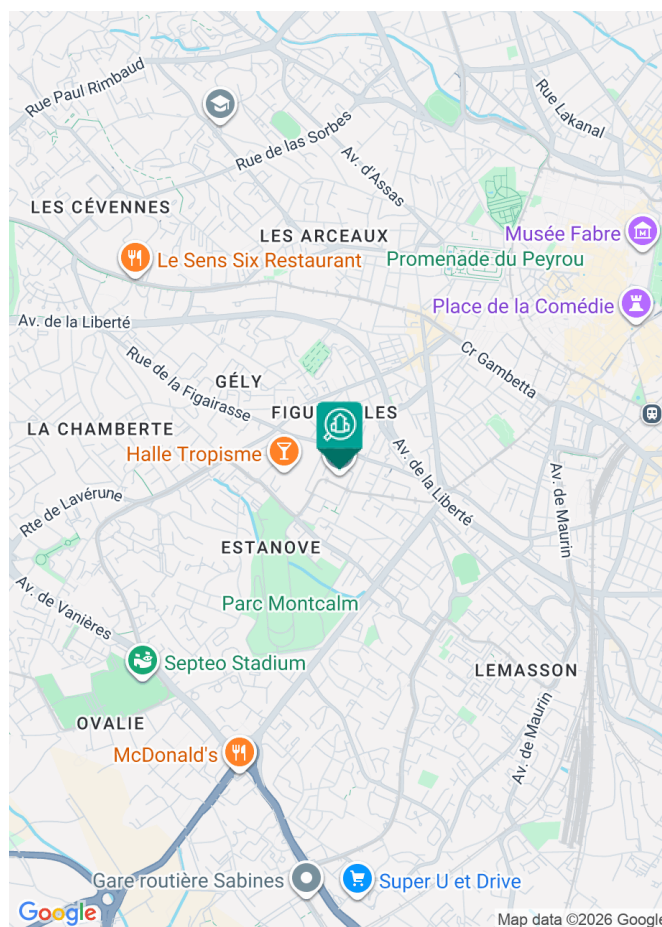 Rue Paul Rimbaud
Rue Lakanal
Rue de las Sorbes
Av. d'Assas
LES CÉVENNES
LES ARCEAUX
Musée Fabre
Le Sens Six Restaurant
Promenade du Peyrou
Place de la Comédie
Av. de la Liberté
Cr Gambetta
Rue de la Figairasse
GÉLY
LA CHAMBERTE
Halle Tropisme
Av. de la Liberté
Av. de Maurin
Rte de Lavérune
ESTANOVE
Parc Montcalm
Av. de Vanières
Septeo Stadium
LEMASSON
OVALIE
Av. de Maurin
McDonald's
Gare routière Sabines
Super U et Drive
Google
Map data ©2026 Google